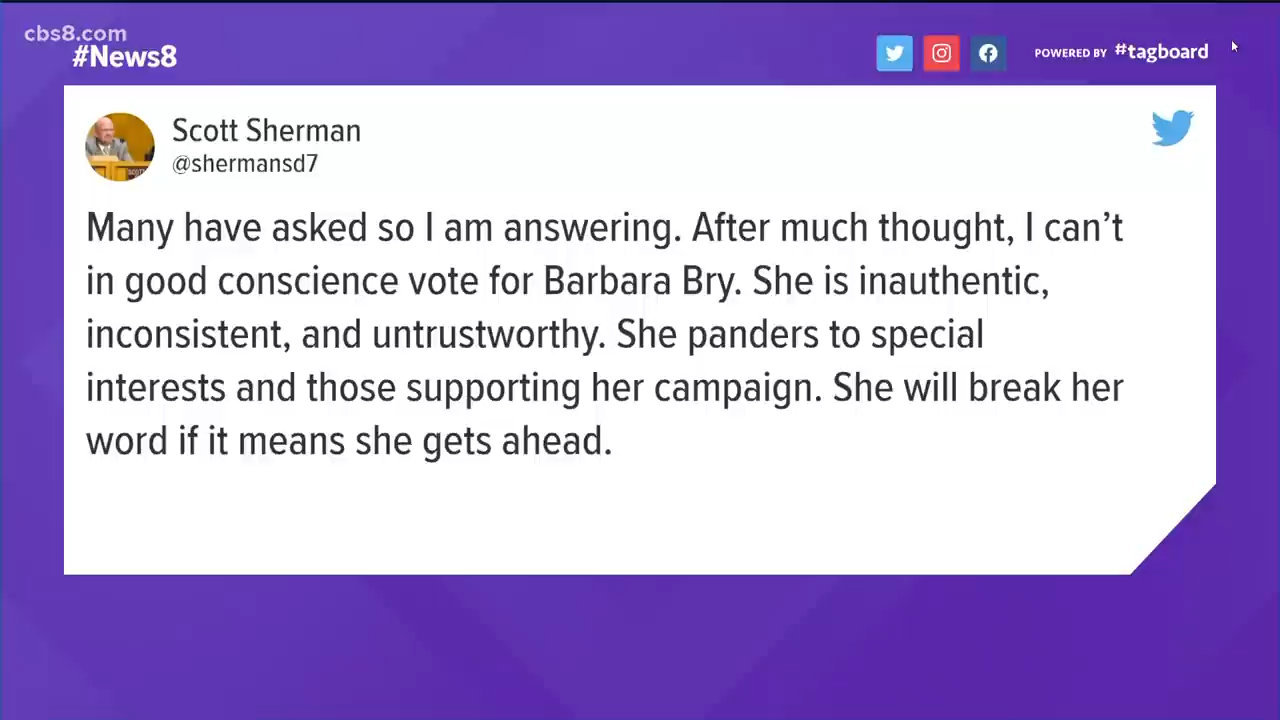 cbs8.com
#News8
POWERED BY #tagboard
Scott Sherman
@shermansd7
Many have asked so I am answering. After much thought, I can’t
in good conscience vote for Barbara Bry. She is inauthentic,
inconsistent, and untrustworthy. She panders to special
interests and those supporting her campaign. She will break her
word if it means she gets ahead.